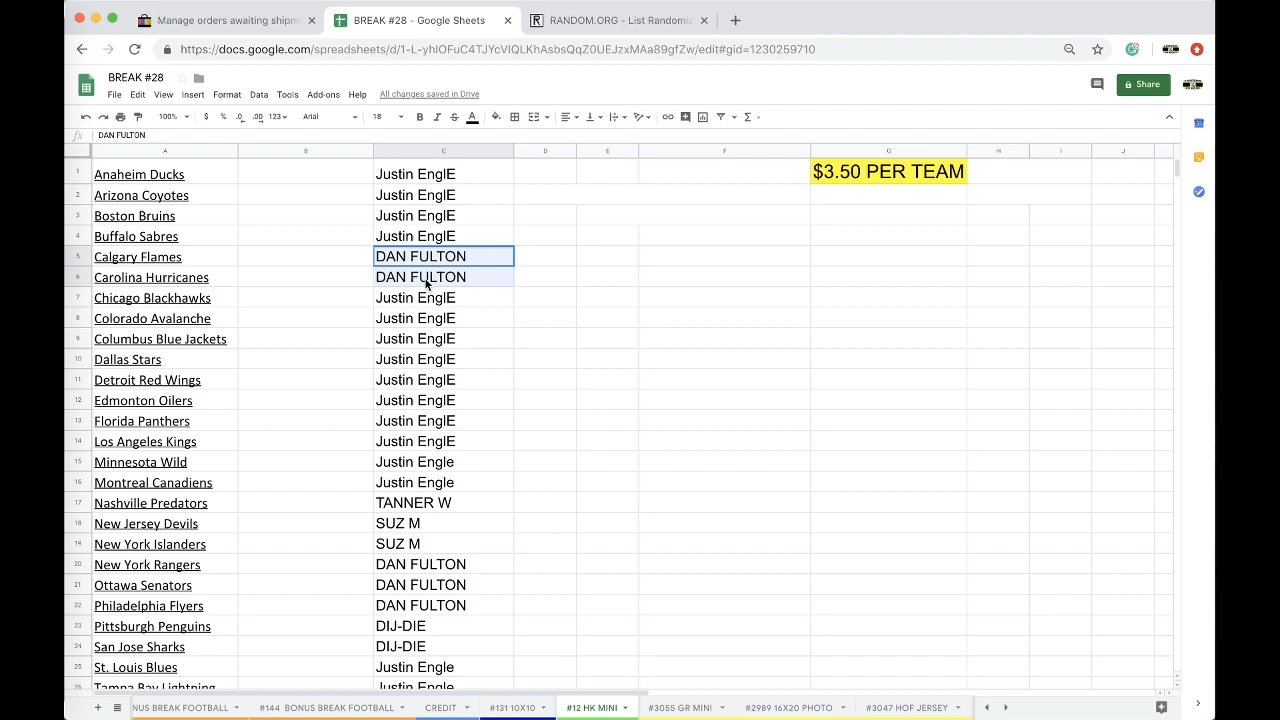 Manage orders awaiting shipm
BREAK #28 - Google Sheets
RANDOM.ORG - List Randomiz
https://docs.google.com/spreadsheets/d/1-L-yhIOFuC4TJYcVIQLKhAsbsQqZ0UEJzxMAa89gfZw/edit#gid=1230259710
BREAK #28
File Edit View Insert Format Data Tools Add-ons Help All changes saved in Drive
Share
100% $ % .0 .00 123 Arial 18
fx DAN FULTON
A B C D E F G H I J
1 Anaheim Ducks Justin EnglE $3.50 PER TEAM
2 Arizona Coyotes Justin EnglE
3 Boston Bruins Justin EnglE
4 Buffalo Sabres Justin EnglE
5 Calgary Flames DAN FULTON
6 Carolina Hurricanes DAN FULTON
7 Chicago Blackhawks Justin EnglE
8 Colorado Avalanche Justin EnglE
9 Columbus Blue Jackets Justin EnglE
10 Dallas Stars Justin EnglE
11 Detroit Red Wings Justin EnglE
12 Edmonton Oilers Justin EnglE
13 Florida Panthers Justin EnglE
14 Los Angeles Kings Justin EnglE
15 Minnesota Wild Justin Engle
16 Montreal Canadiens Justin Engle
17 Nashville Predators TANNER W
18 New Jersey Devils SUZ M
19 New York Islanders SUZ M
20 New York Rangers DAN FULTON
21 Ottawa Senators DAN FULTON
22 Philadelphia Flyers DAN FULTON
23 Pittsburgh Penguins DIJ-DIE
24 San Jose Sharks DIJ-DIE
25 St. Louis Blues Justin Engle
26 Tampa Bay Lightning Justin Engle
NUS BREAK FOOTBALL #144 BONUS BREAK FOOTBALL CREDIT #131 10X10 #12 HK MINI #3055 GR MINI #2989 16X20 PHOTO #3047 HOF JERSEY